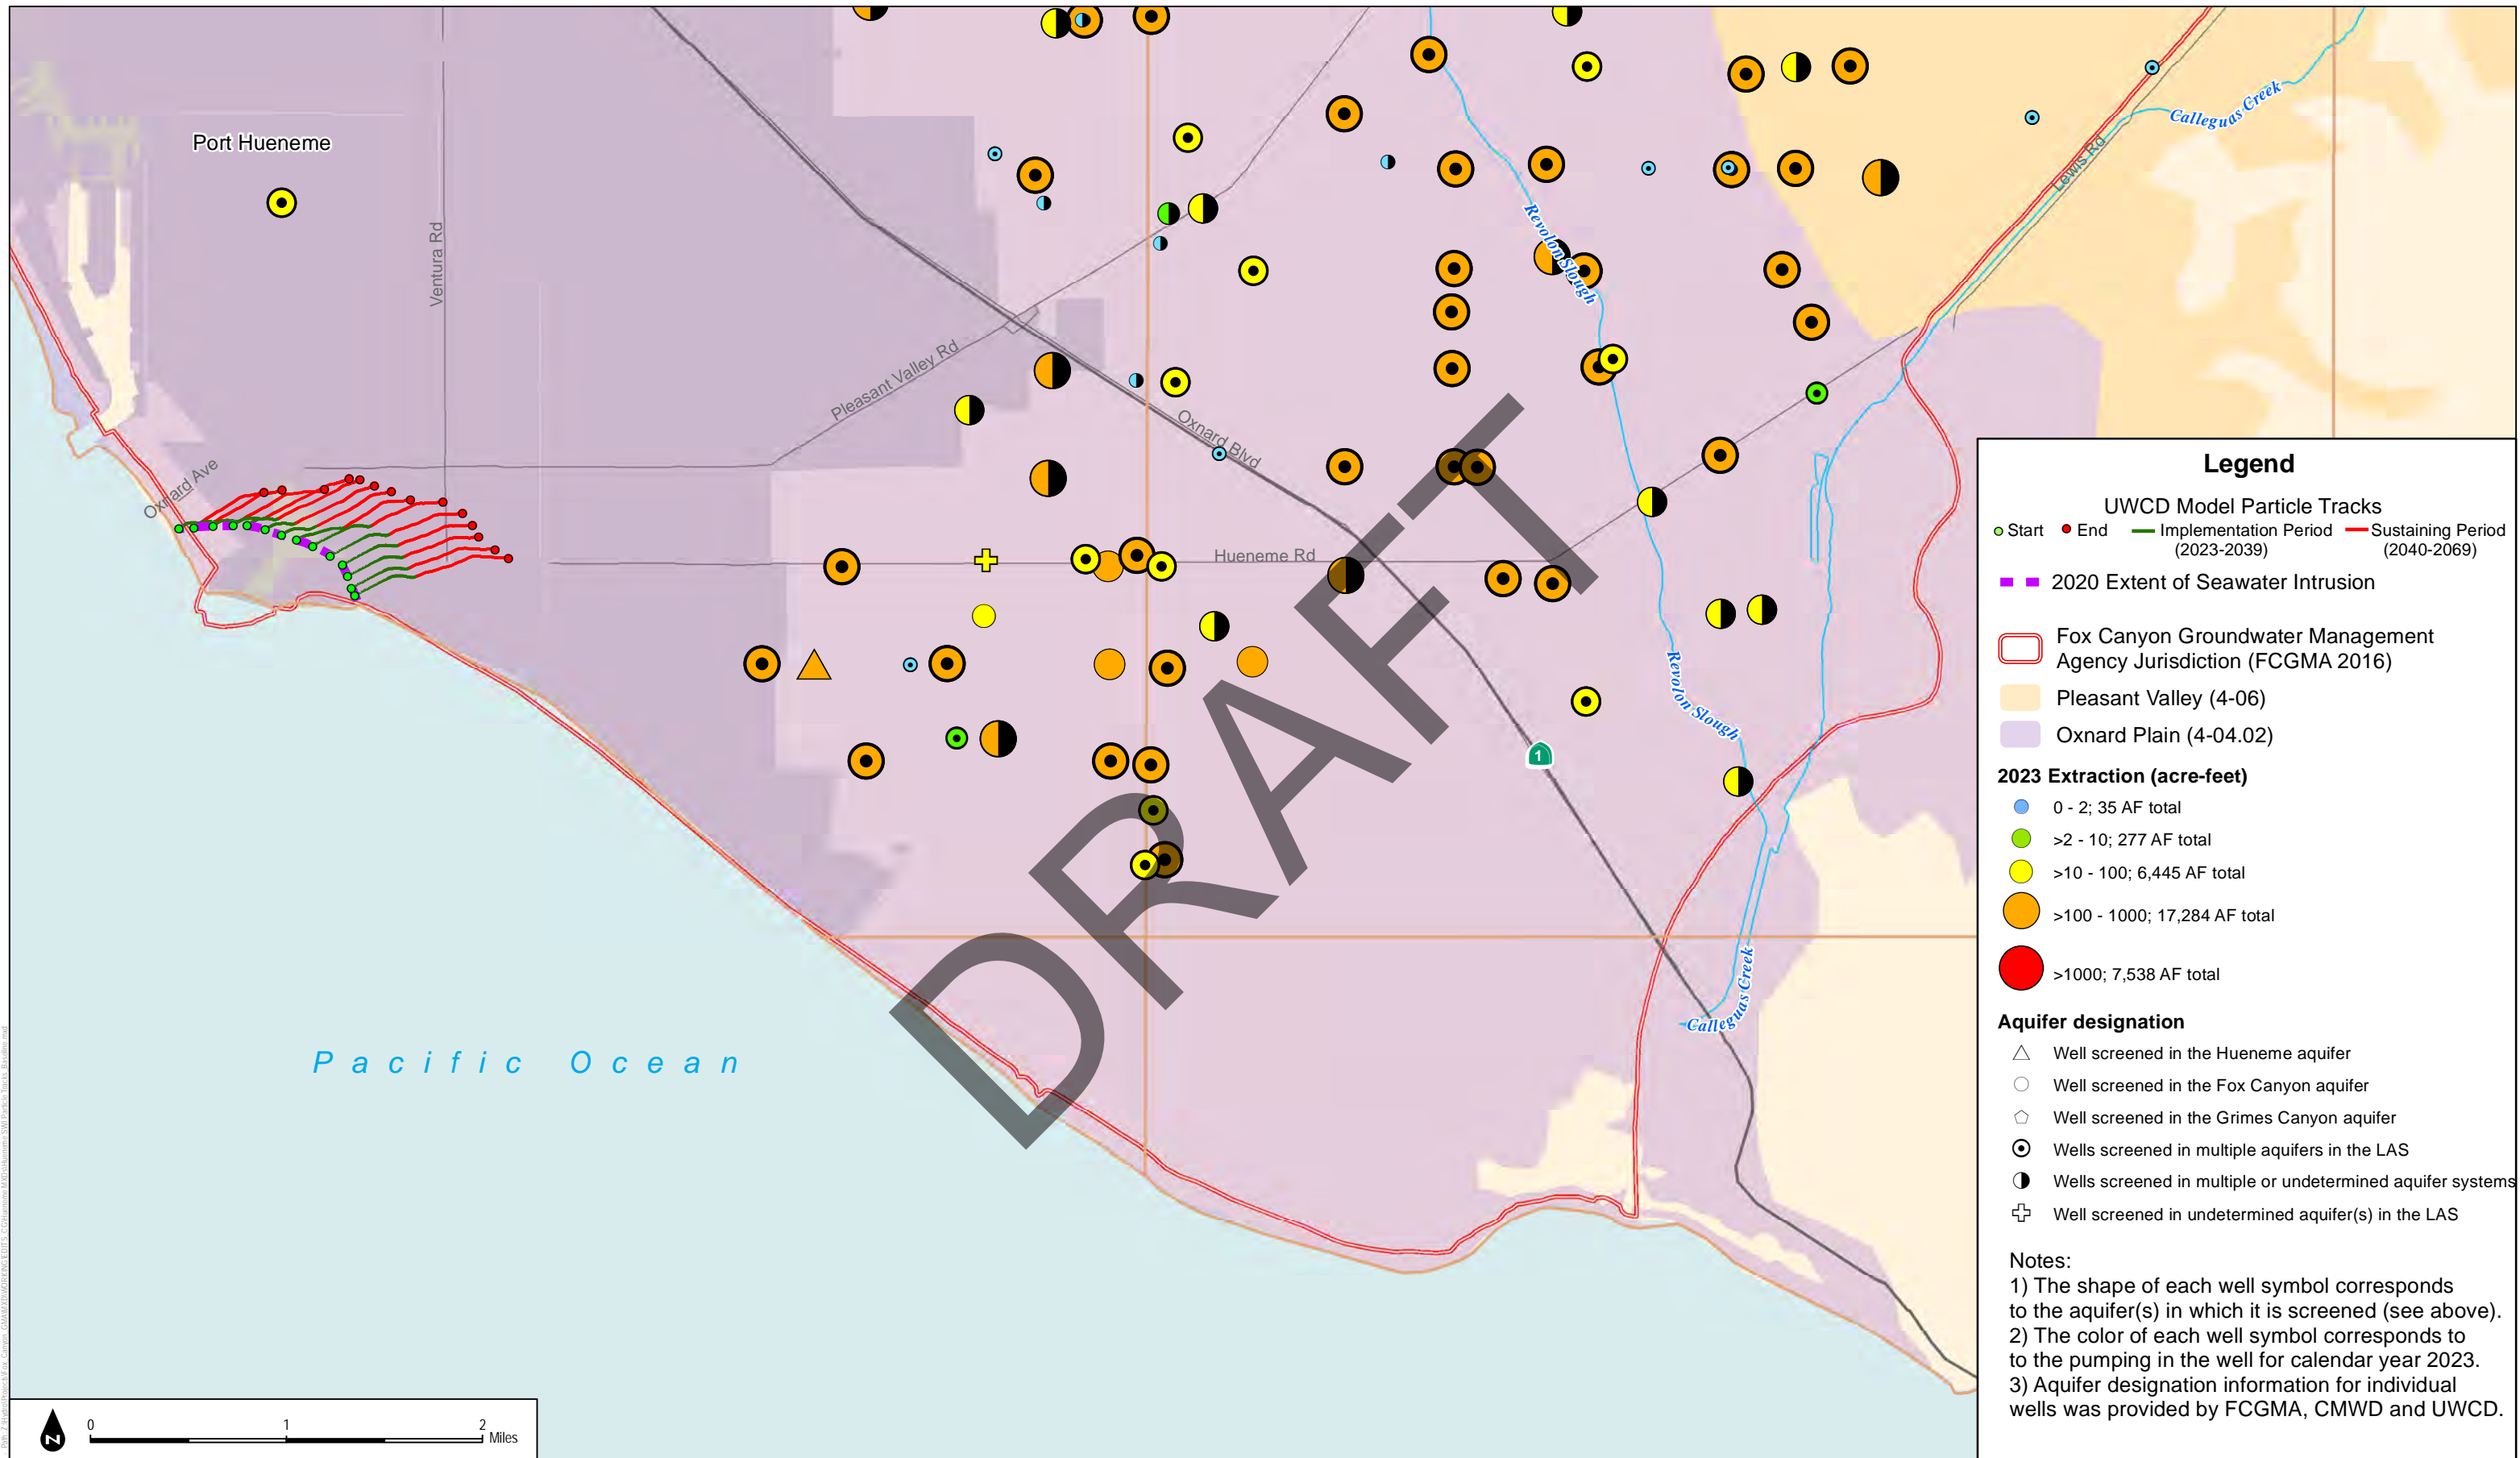 Port Hueneme
Ventura Rd
Oxnard Ave
Pleasant Valley Rd
Oxnard Blvd
Hueneme Rd
Revolon Slough
Revolon Slough
Lewis Rd
Calleguas Creek
Calleguas Creek
1
Pacific Ocean
DRAFT
N
0 1 2
Miles
Legend
UWCD Model Particle Tracks
Start End Implementation Period Sustaining Period
(2023-2039) (2040-2069)
2020 Extent of Seawater Intrusion
Fox Canyon Groundwater Management
Agency Jurisdiction (FCGMA 2016)
Pleasant Valley (4-06)
Oxnard Plain (4-04.02)
2023 Extraction (acre-feet)
0 - 2; 35 AF total
>2 - 10; 277 AF total
>10 - 100; 6,445 AF total
>100 - 1000; 17,284 AF total
>1000; 7,538 AF total
Aquifer designation
Well screened in the Hueneme aquifer
Well screened in the Fox Canyon aquifer
Well screened in the Grimes Canyon aquifer
Wells screened in multiple aquifers in the LAS
Wells screened in multiple or undetermined aquifer systems
Well screened in undetermined aquifer(s) in the LAS
Notes:
1) The shape of each well symbol corresponds
to the aquifer(s) in which it is screened (see above).
2) The color of each well symbol corresponds to
to the pumping in the well for calendar year 2023.
3) Aquifer designation information for individual
wells was provided by FCGMA, CMWD and UWCD.